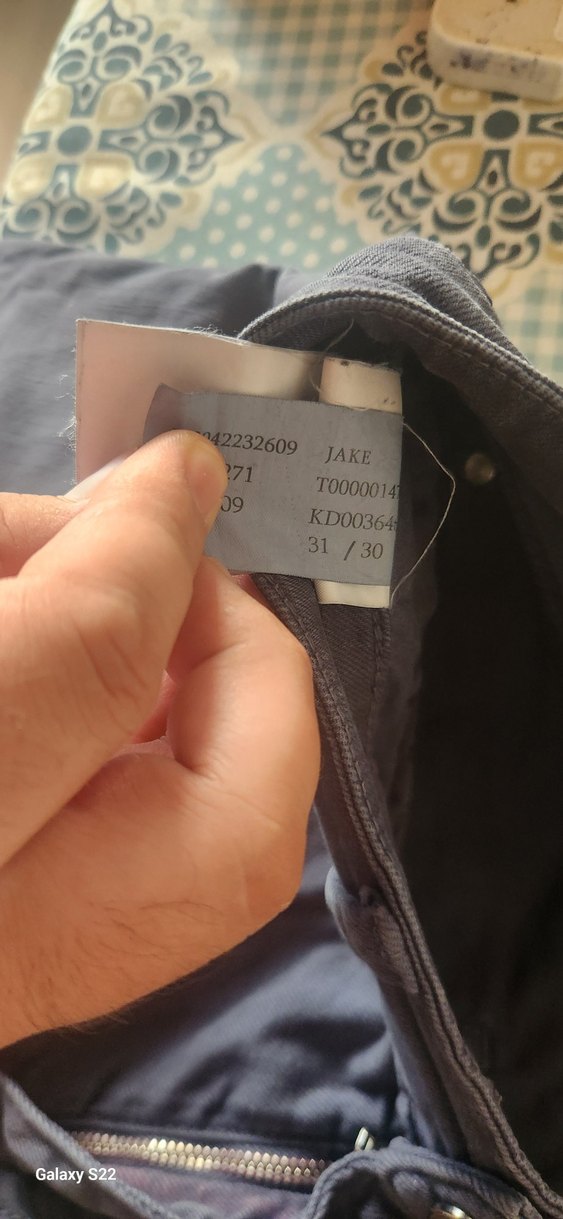 042232609 JAKE
271 T0000014
09 KD00364
31 / 30
Galaxy S22